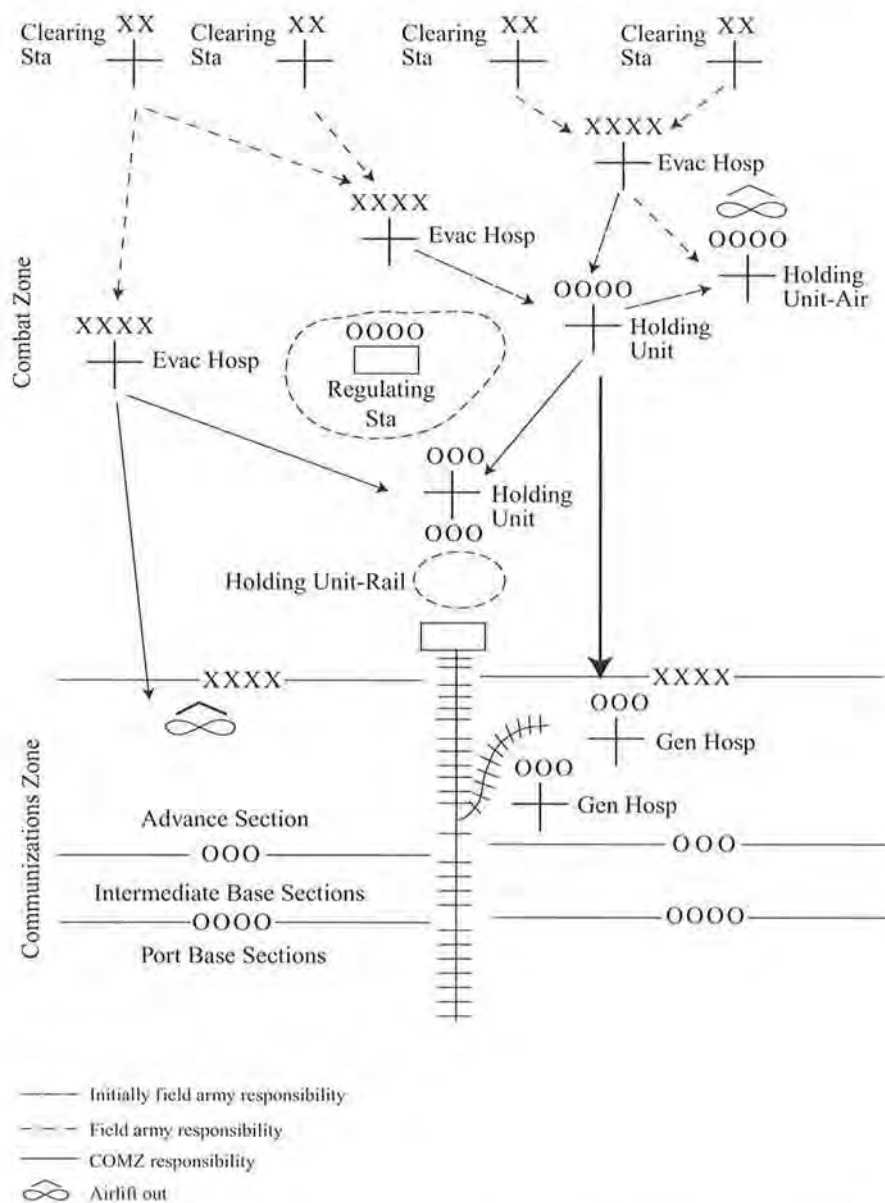 XX XX XX XX
Clearing Sta
Clearing Sta
Clearing Sta
Clearing Sta
XXXX
Evac Hosp
XXXX
Evac Hosp
OOOO
Holding Unit-Air
OOOO
Holding Unit
XXXX
Evac Hosp
OOOO
Regulating
Sta
Combat Zone
OOO
Holding
Unit
OOO
Holding Unit-Rail
XXXX
XXXX
OOO
Gen Hosp
OOO
Gen Hosp
Communizations Zone
Advance Section
OOO
OOO
Intermediate Base Sections
OOOO
OOOO
Port Base Sections
Initially field army responsibility
Field army responsibility
COMZ responsibility
Airlift out